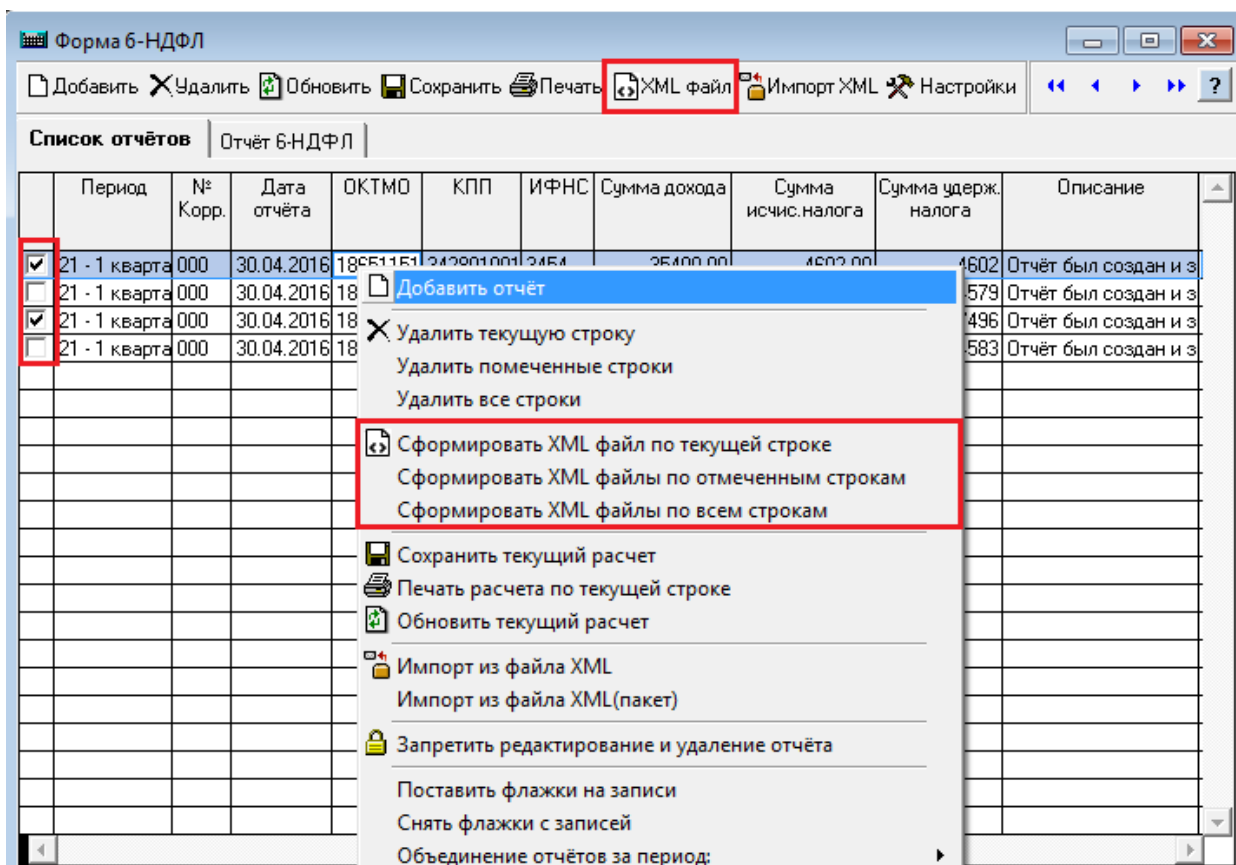 Форма 6-НДФЛ
Добавить Удалить Обновить Сохранить Печать XML файл Импорт XML Настройки ?
Список отчётов Отчёт 6-НДФЛ
Период № Корр. Дата отчёта ОКТМО КПП ИФНС Сумма дохода Сумма исчис.налога Сумма удерж. налога Описание
21 - 1 кварта 000 30.04.2016 18651151 342801001 3454 35400.00 4602.00 4602 Отчёт был создан и з
21 - 1 кварта 000 30.04.2016 18 579 Отчёт был создан и з
21 - 1 кварта 000 30.04.2016 18 496 Отчёт был создан и з
21 - 1 кварта 000 30.04.2016 18 583 Отчёт был создан и з
Добавить отчёт
Удалить текущую строку
Удалить помеченные строки
Удалить все строки
Сформировать XML файл по текущей строке
Сформировать XML файлы по отмеченным строкам
Сформировать XML файлы по всем строкам
Сохранить текущий расчет
Печать расчета по текущей строке
Обновить текущий расчет
Импорт из файла XML
Импорт из файла XML(пакет)
Запретить редактирование и удаление отчёта
Поставить флажки на записи
Снять флажки с записей
Объединение отчётов за период: